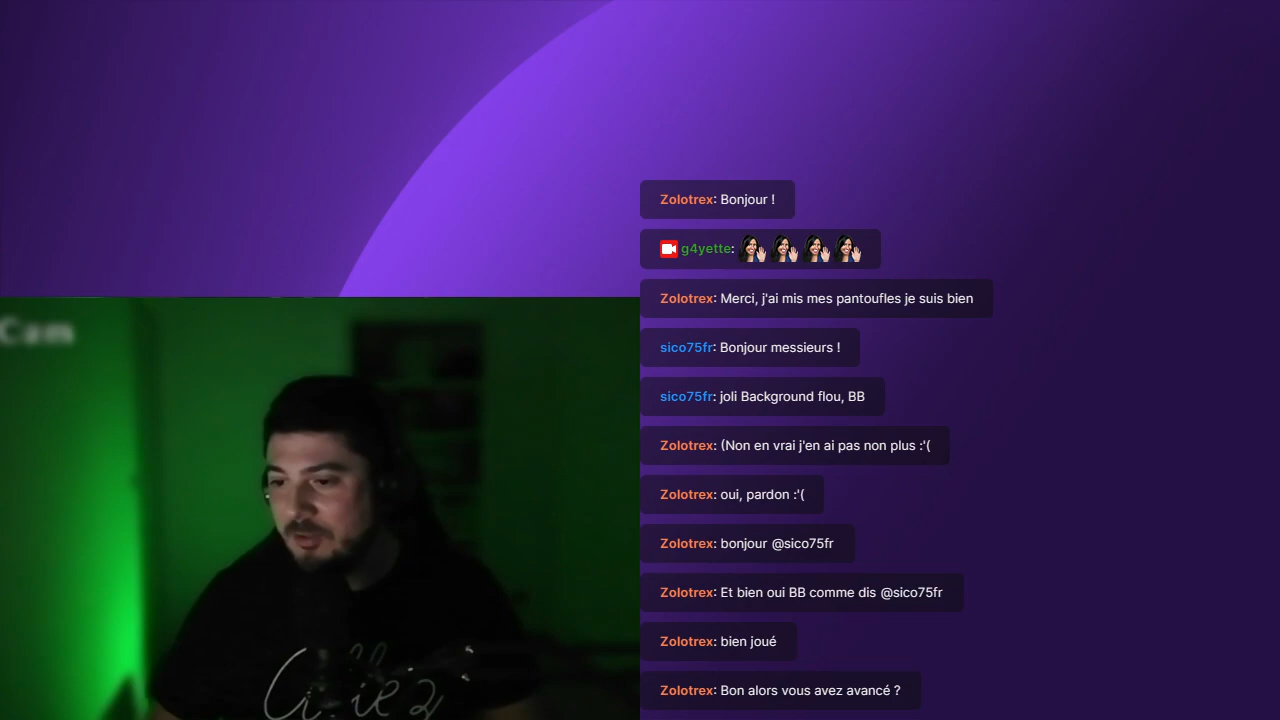 Zolotrex: Bonjour !
g4yette:
Zolotrex: Merci, j'ai mis mes pantoufles je suis bien
sico75fr: Bonjour messieurs !
sico75fr: joli Background flou, BB
Zolotrex: (Non en vrai j'en ai pas non plus :'(
Zolotrex: oui, pardon :'(
Zolotrex: bonjour @sico75fr
Zolotrex: Et bien oui BB comme dis @sico75fr
Zolotrex: bien joué
Zolotrex: Bon alors vous avez avancé ?
Cam